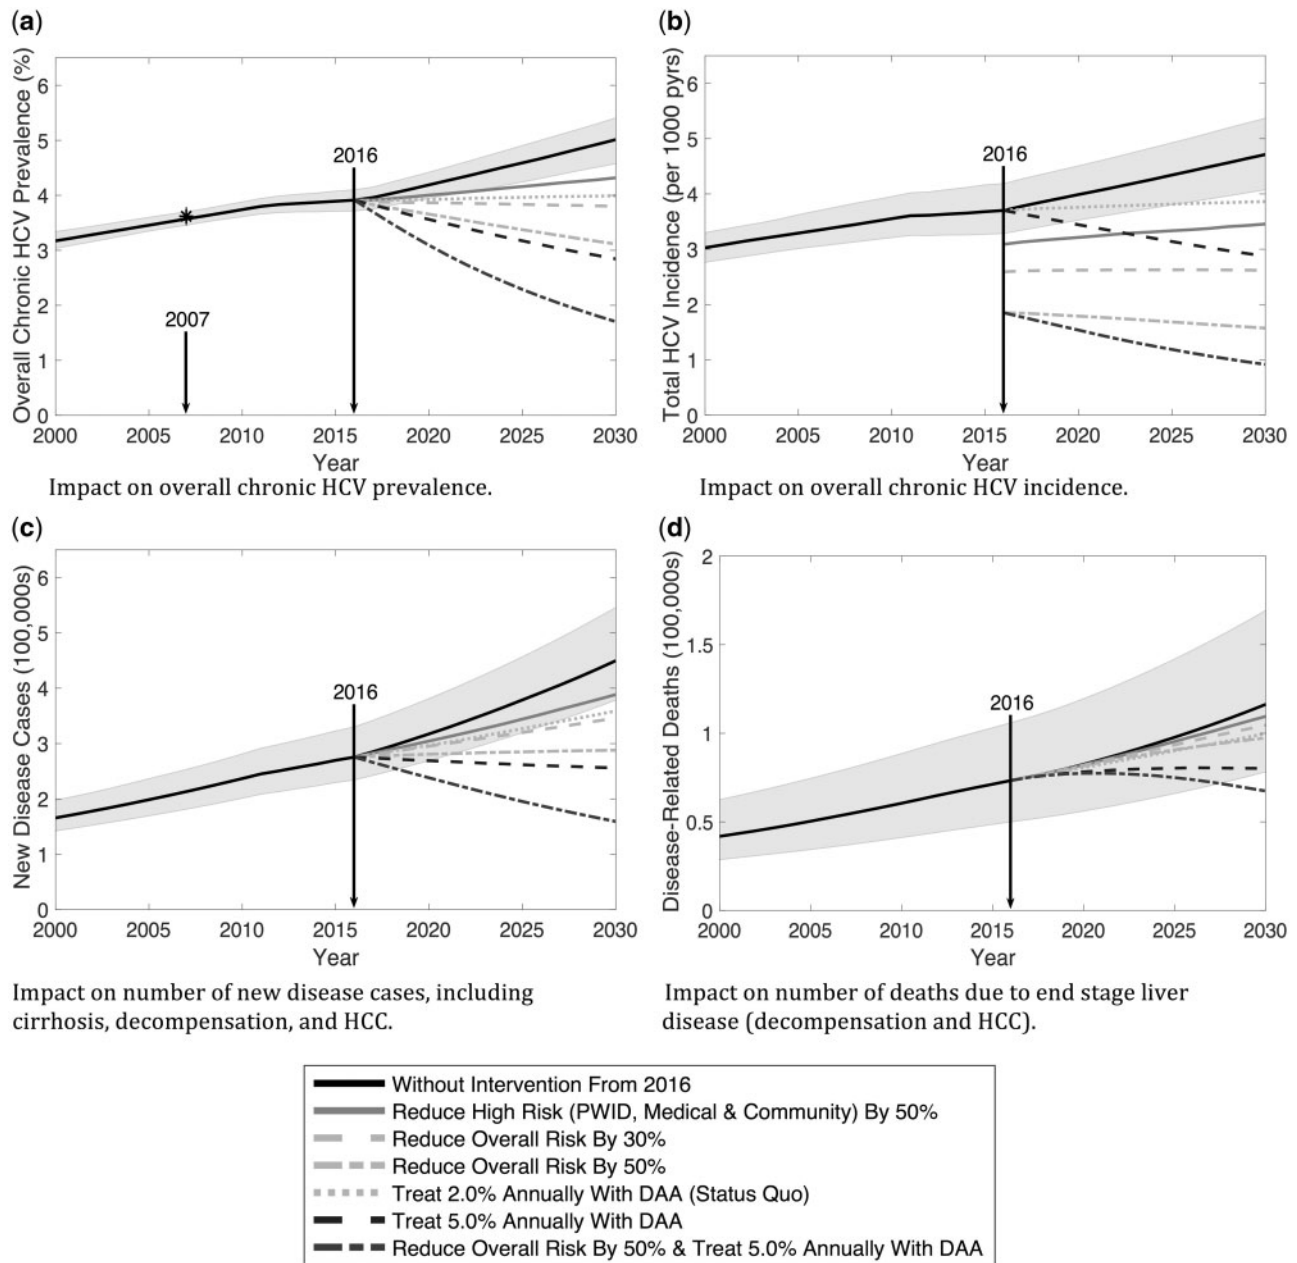 (a)
Overall Chronic HCV Prevalence (%)
6
5
4
3
2
1
0
2007
2016
2000 2005 2010 2015 2020 2025 2030
Year
Impact on overall chronic HCV prevalence.
(b)
Total HCV Incidence (per 1000 pyrs)
6
5
4
3
2
1
0
2016
2000 2005 2010 2015 2020 2025 2030
Year
Impact on overall chronic HCV incidence.
(c)
New Disease Cases (100,000s)
6
5
4
3
2
1
0
2016
2000 2005 2010 2015 2020 2025 2030
Year
Impact on number of new disease cases, including
cirrhosis, decompensation, and HCC.
(d)
Disease-Related Deaths (100,000s)
2
1.5
1
0.5
0
2016
2000 2005 2010 2015 2020 2025 2030
Year
Impact on number of deaths due to end stage liver
disease (decompensation and HCC).
Without Intervention From 2016
Reduce High Risk (PWID, Medical & Community) By 50%
Reduce Overall Risk By 30%
Reduce Overall Risk By 50%
Treat 2.0% Annually With DAA (Status Quo)
Treat 5.0% Annually With DAA
Reduce Overall Risk By 50% & Treat 5.0% Annually With DAA